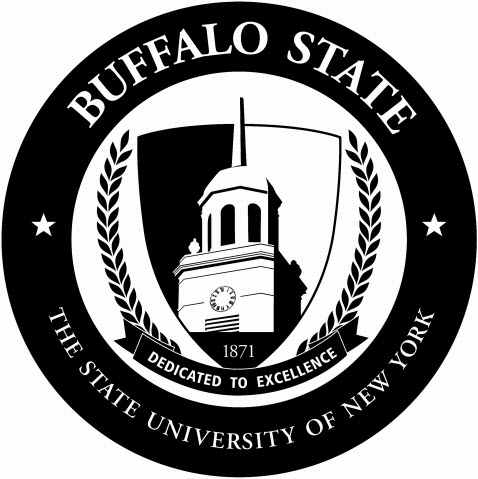 BUFFALO STATE
1871
DEDICATED TO EXCELLENCE
THE STATE UNIVERSITY OF NEW YORK